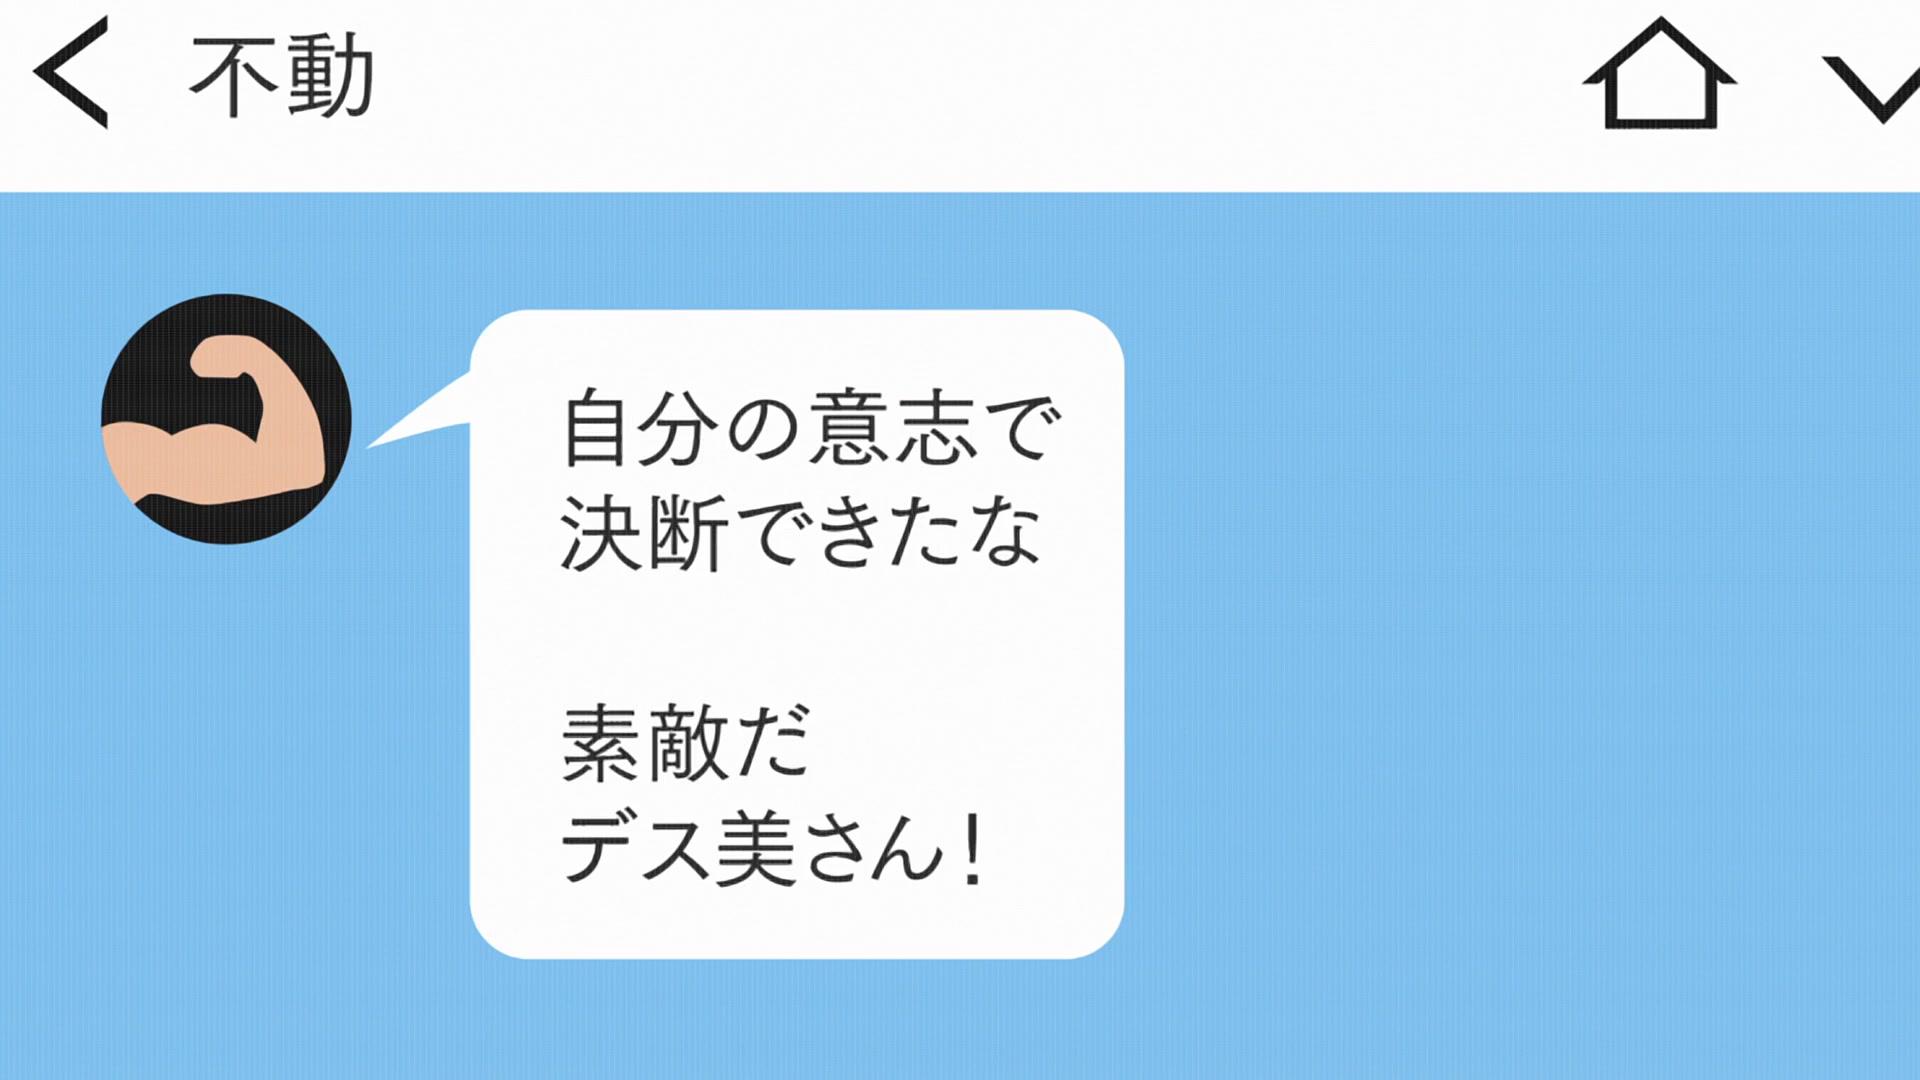 不動
自分の意志で
決断できたな
素敵だ
デス美さん!